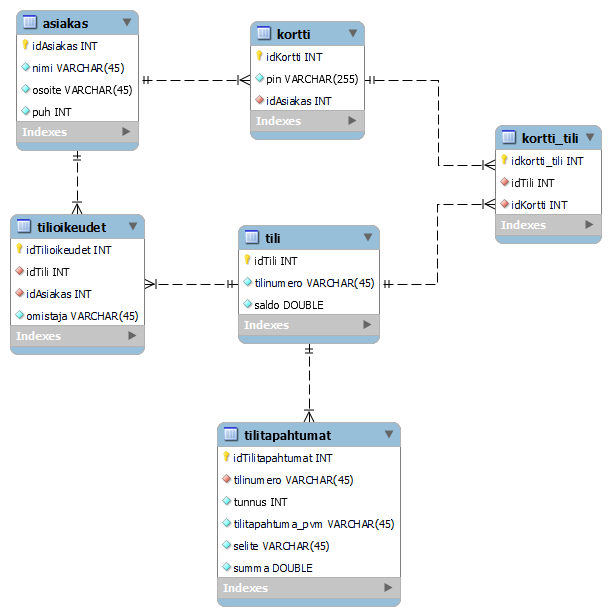 asiakas
idAsiakas INT
nimi VARCHAR(45)
osoite VARCHAR(45)
puh INT
Indexes
kortti
idKortti INT
pin VARCHAR(255)
idAsiakas INT
Indexes
kortti_tili
idkortti_tili INT
idTili INT
idKortti INT
Indexes
tilioikeudet
idTilioikeudet INT
idTili INT
idAsiakas INT
omistaja VARCHAR(45)
Indexes
tili
idTili INT
tilinumero VARCHAR(45)
saldo DOUBLE
Indexes
tilitapahtumat
idTilitapahtumat INT
tilinumero VARCHAR(45)
tunnus INT
tilitapahtuma_pvm VARCHAR(45)
selite VARCHAR(45)
summa DOUBLE
Indexes